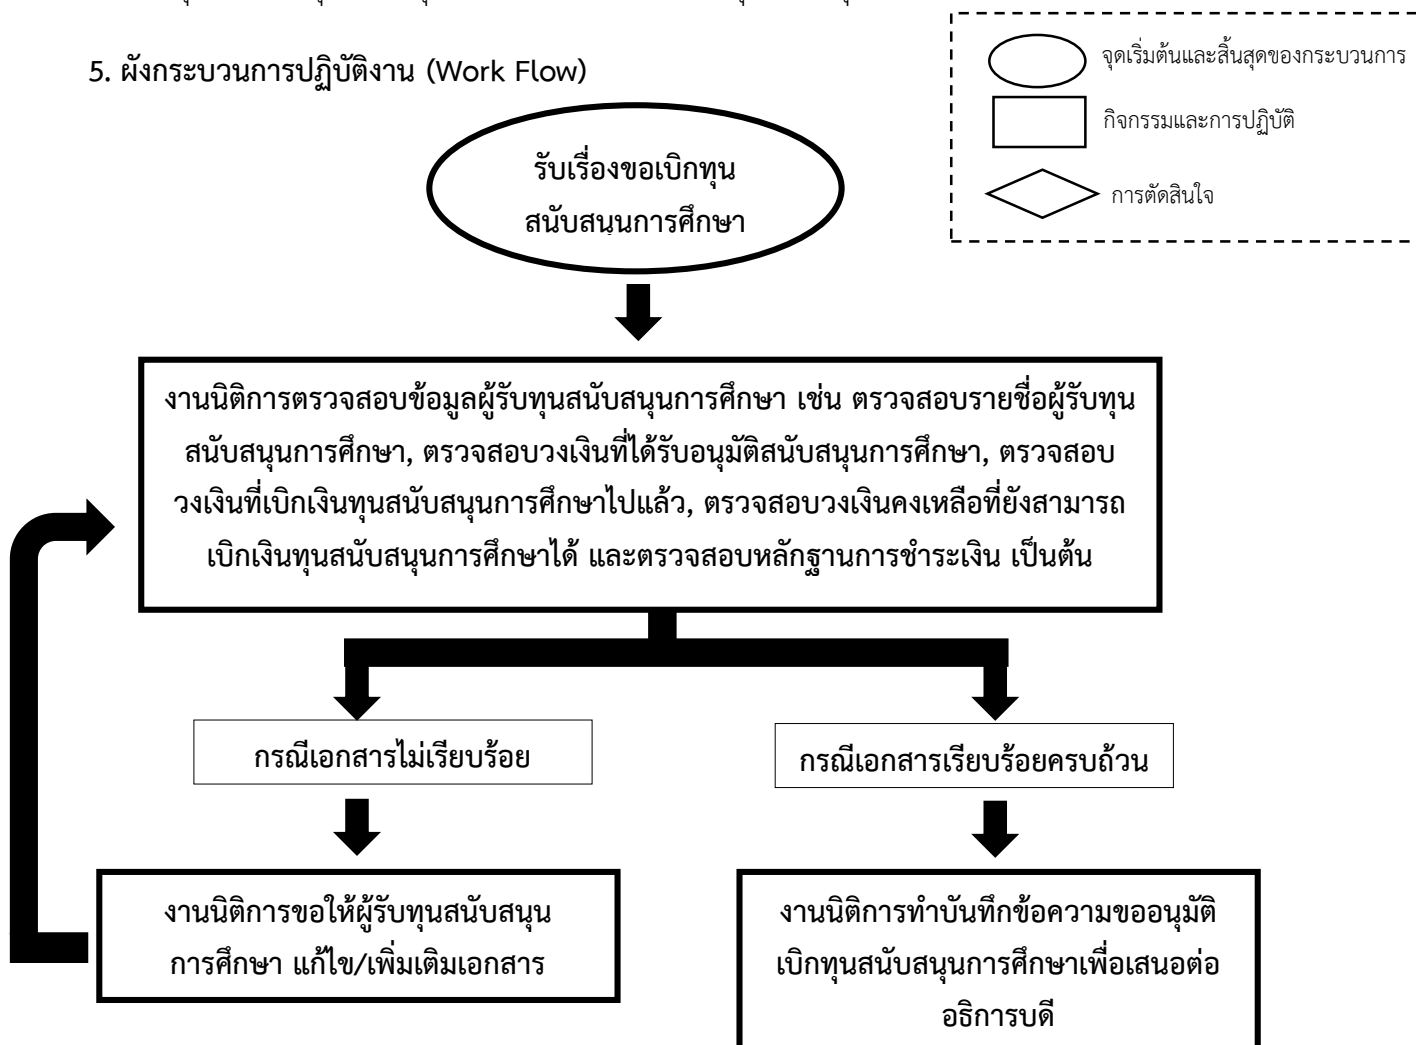 5. ผังกระบวนการปฏิบัติงาน (Work Flow)
จุดเริ่มต้นและสิ้นสุดของกระบวนการ
กิจกรรมและการปฏิบัติ
การตัดสินใจ
รับเรื่องขอเบิกทุน
สนับสนุนการศึกษา
งานนิติการตรวจสอบข้อมูลผู้รับทุนสนับสนุนการศึกษา เช่น ตรวจสอบรายชื่อผู้รับทุน
สนับสนุนการศึกษา, ตรวจสอบวงเงินที่ได้รับอนุมัติสนับสนุนการศึกษา, ตรวจสอบ
วงเงินที่เบิกเงินทุนสนับสนุนการศึกษาไปแล้ว, ตรวจสอบวงเงินคงเหลือที่ยังสามารถ
เบิกเงินทุนสนับสนุนการศึกษาได้ และตรวจสอบหลักฐานการชำระเงิน เป็นต้น
กรณีเอกสารไม่เรียบร้อย
กรณีเอกสารเรียบร้อยครบถ้วน
งานนิติการขอให้ผู้รับทุนสนับสนุน
การศึกษา แก้ไข/เพิ่มเติมเอกสาร
งานนิติการทำบันทึกข้อความขออนุมัติ
เบิกทุนสนับสนุนการศึกษาเพื่อเสนอต่อ
อธิการบดี